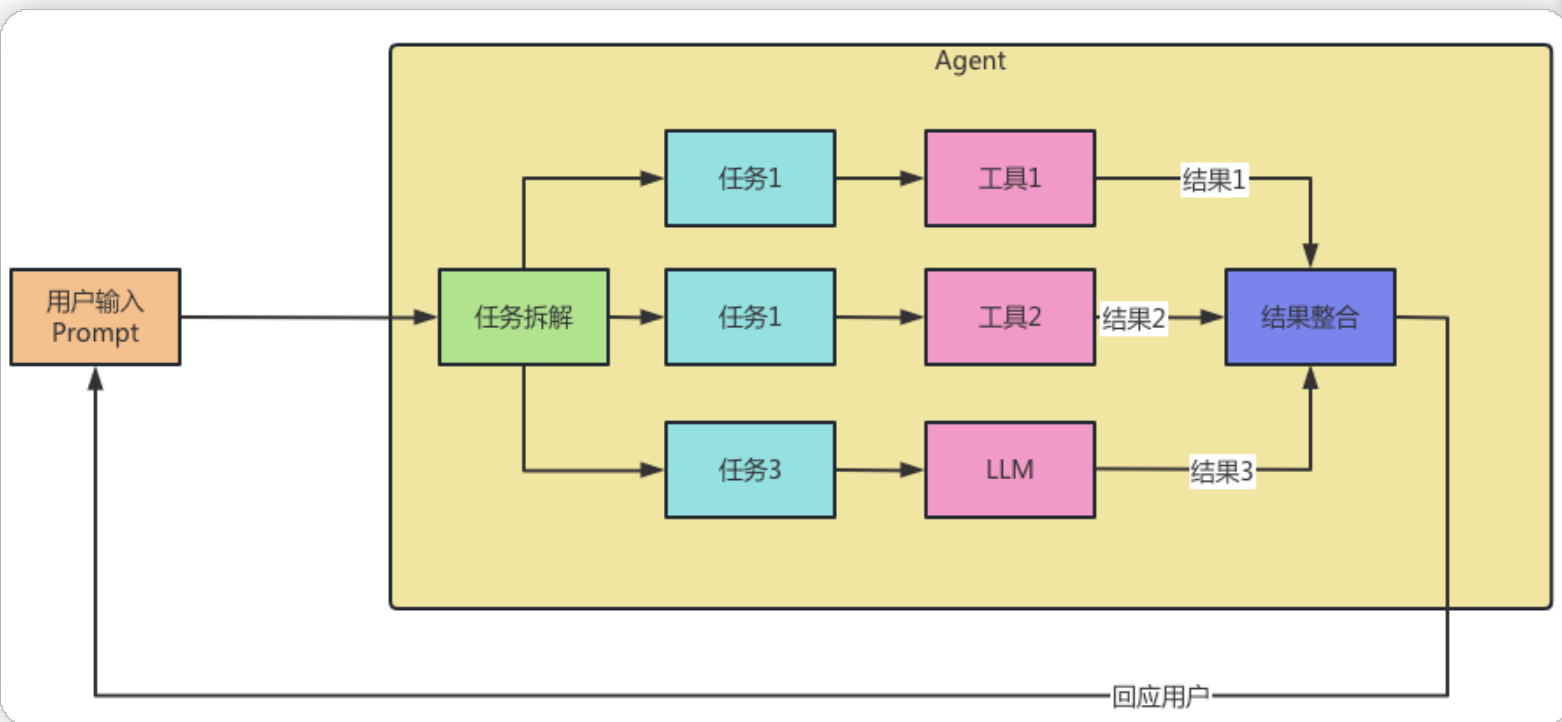 Agent
任务1
工具1
结果1
用户输入
Prompt
任务拆解
任务1
工具2
结果2
结果整合
任务3
LLM
结果3
回应用户